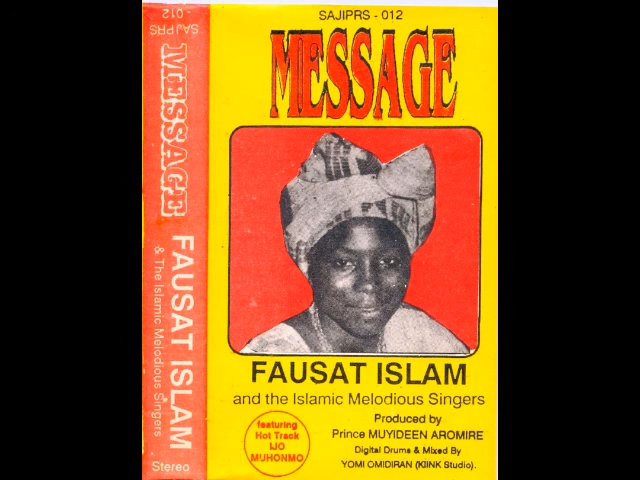 SAJIPRS - 012
MESSAGE
FAUSAT ISLAM
& The Islamic Melodious Singers
Stereo
SAJIPRS - 012
MESSAGE
FAUSAT ISLAM
and the Islamic Melodious Singers
featuring
Hot Track
IJO
MUHONMO
Produced by
Prince MUYIDEEN AROMIRE
Digital Drums & Mixed By
YOMI OMIDIRAN (KIINK Studio).